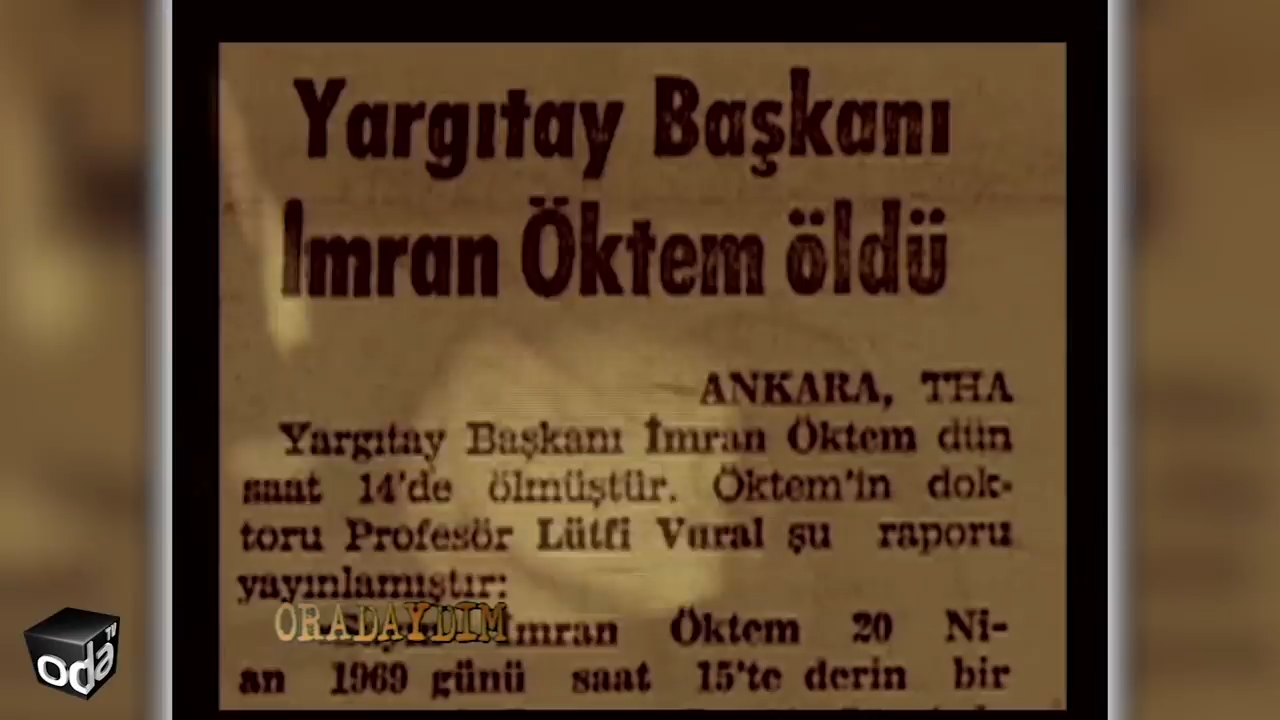 Yargıtay Başkanı
İmran Öktem öldü
ANKARA, THA
Yargıtay Başkanı İmran Öktem dün
saat 14'de ölmüştür. Öktem'in dok-
toru Profesör Lütfi Vural şu raporu
yayınlamıştır:
ORADAYDIM
İmran Öktem 20 Ni-
an 1969 günü saat 15'te derin bir
oda TV